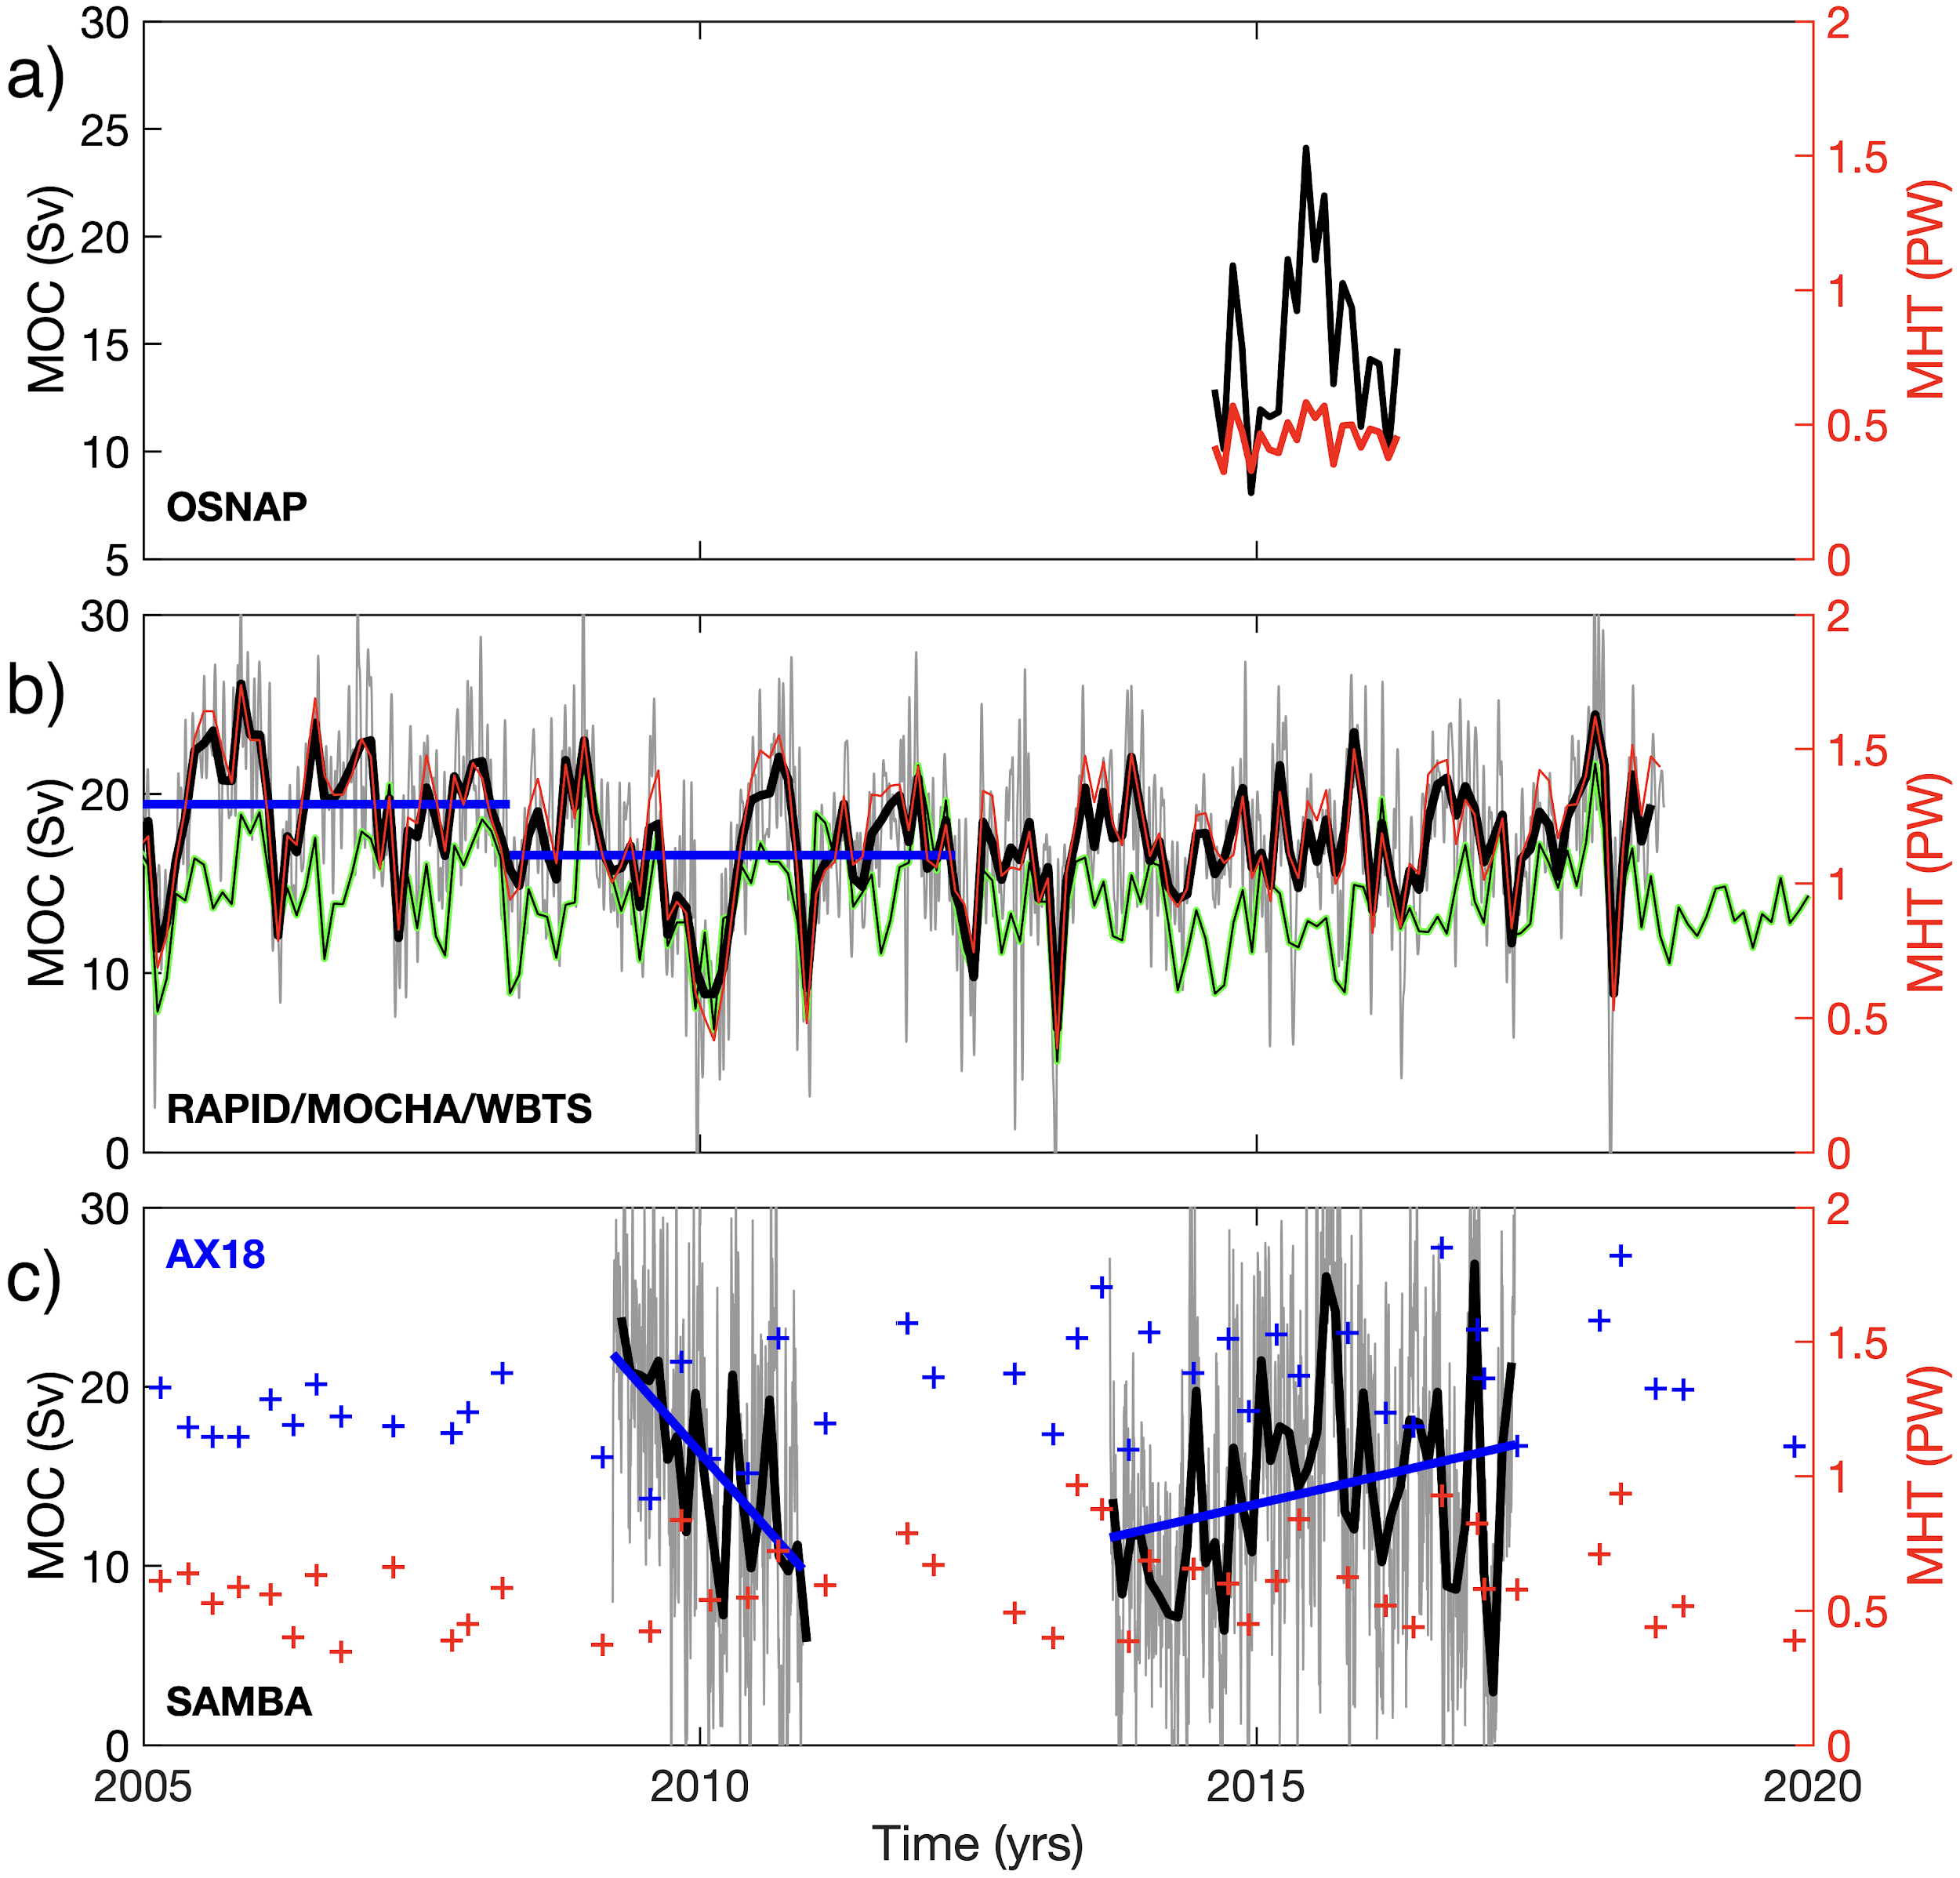 a)
30
25
20
15
10
5
MOC (Sv)
OSNAP
2
1.5
1
0.5
0
MHT (PW)
b)
30
20
10
0
MOC (Sv)
RAPID/MOCHA/WBTS
2
1.5
1
0.5
0
MHT (PW)
c)
30
20
10
0
MOC (Sv)
AX18
SAMBA
2
1.5
1
0.5
0
MHT (PW)
2005
2010
2015
2020
Time (yrs)